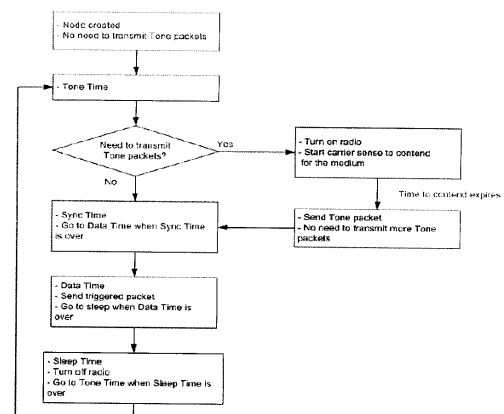 - Node created
- No need to transmit Tone packets
- Tone Time
Need to transmit
Tone packets?
Yes
No
- Turn on radio
- Start carrier sense to contend
for the medium
Time to contend expires
- Send Tone packet
- No need to transmit more Tone
packets
- Sync Time
- Go to Data Time when Sync Time
is over
- Data Time
- Send triggered packet
- Go to sleep when Data Time is
over
- Sleep Time
- Turn off radio
- Go to Tone Time when Sleep Time is
over